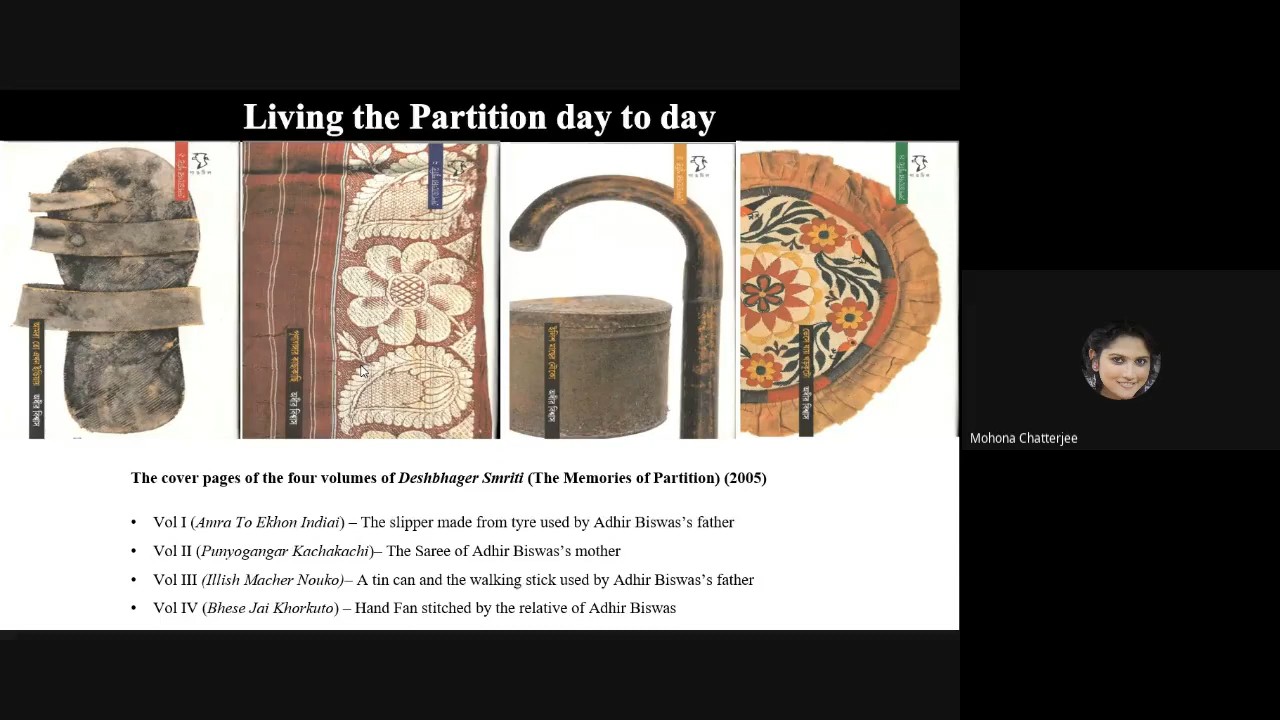 Living the Partition day to day
The cover pages of the four volumes of Deshbhager Smriti (The Memories of Partition) (2005)
• Vol I (Amra To Ekhon Indiai) – The slipper made from tyre used by Adhir Biswas's father
• Vol II (Punyogangar Kachakachi)– The Saree of Adhir Biswas's mother
• Vol III (Illish Macher Nouko)– A tin can and the walking stick used by Adhir Biswas's father
• Vol IV (Bhese Jai Khorkuto) – Hand Fan stitched by the relative of Adhir Biswas
Mohona Chatterjee